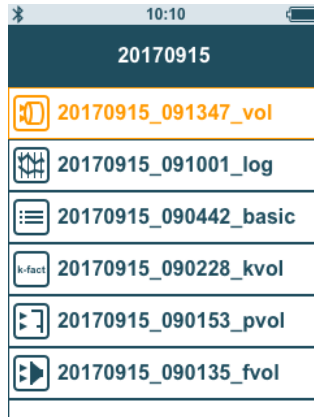 10:10
20170915
20170915_091347_vol
20170915_091001_log
20170915_090442_basic
k-fact 20170915_090228_kvol
20170915_090153_pvol
20170915_090135_fvol